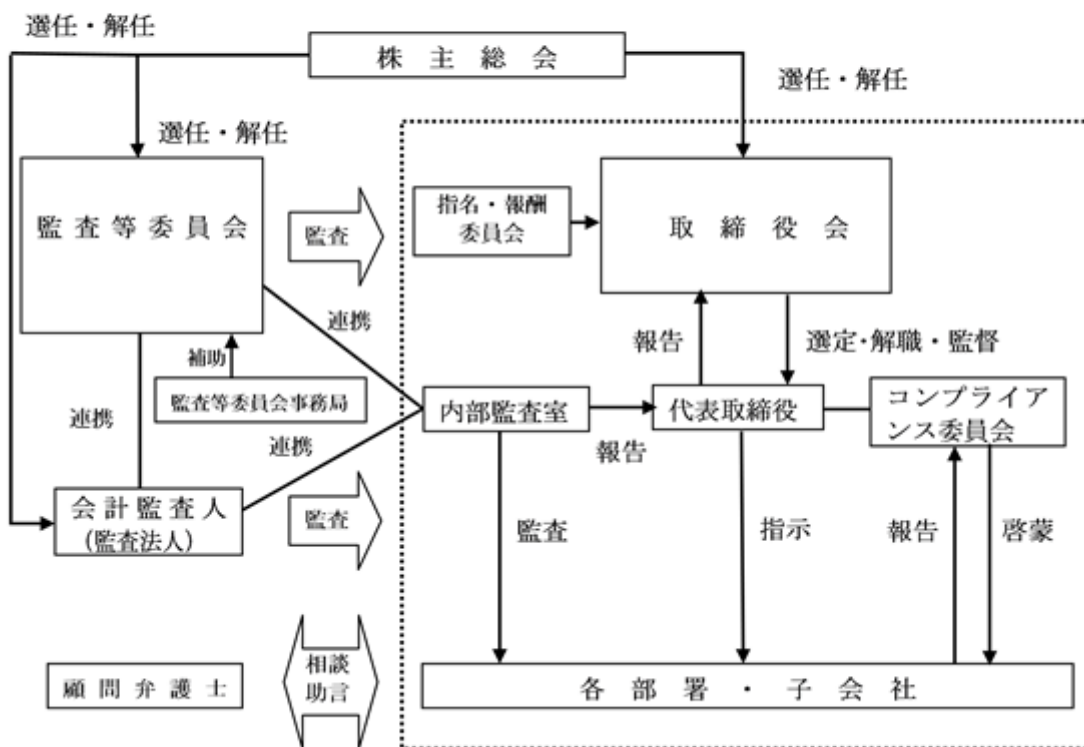 選任・解任
株主総会
選任・解任
選任・解任
監査等委員会
監査
指名・報酬
委員会
取締役会
連携
報告
選定・解職・監督
補助
監査等委員会事務局
連携
連携
内部監査室
報告
代表取締役
コンプライア
ンス委員会
会計監査人
(監査法人)
監査
監査
指示
報告
啓蒙
顧問弁護士
相談
助言
各部署・子会社